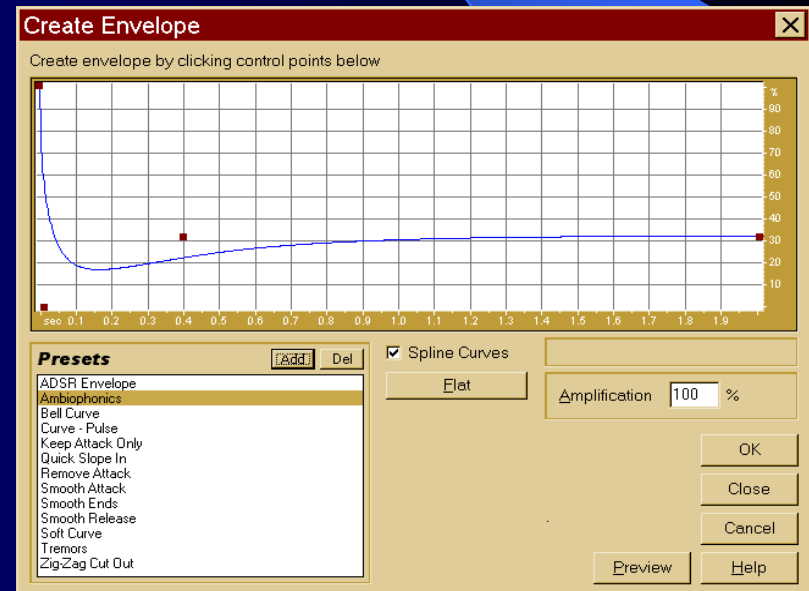 Create Envelope
Create envelope by clicking control points below
%
90
80
70
60
50
40
30
20
10
sec 0.1 0.2 0.3 0.4 0.5 0.6 0.7 0.8 0.9 1.0 1.1 1.2 1.3 1.4 1.5 1.6 1.7 1.8 1.9
Presets Add Del
ADSR Envelope
Ambiophonics
Bell Curve
Curve - Pulse
Keep Attack Only
Quick Slope In
Remove Attack
Smooth Attack
Smooth Ends
Smooth Release
Soft Curve
Tremors
Zig-Zag Cut Out
Spline Curves
Flat
Amplification 100 %
OK
Close
Cancel
Preview Help